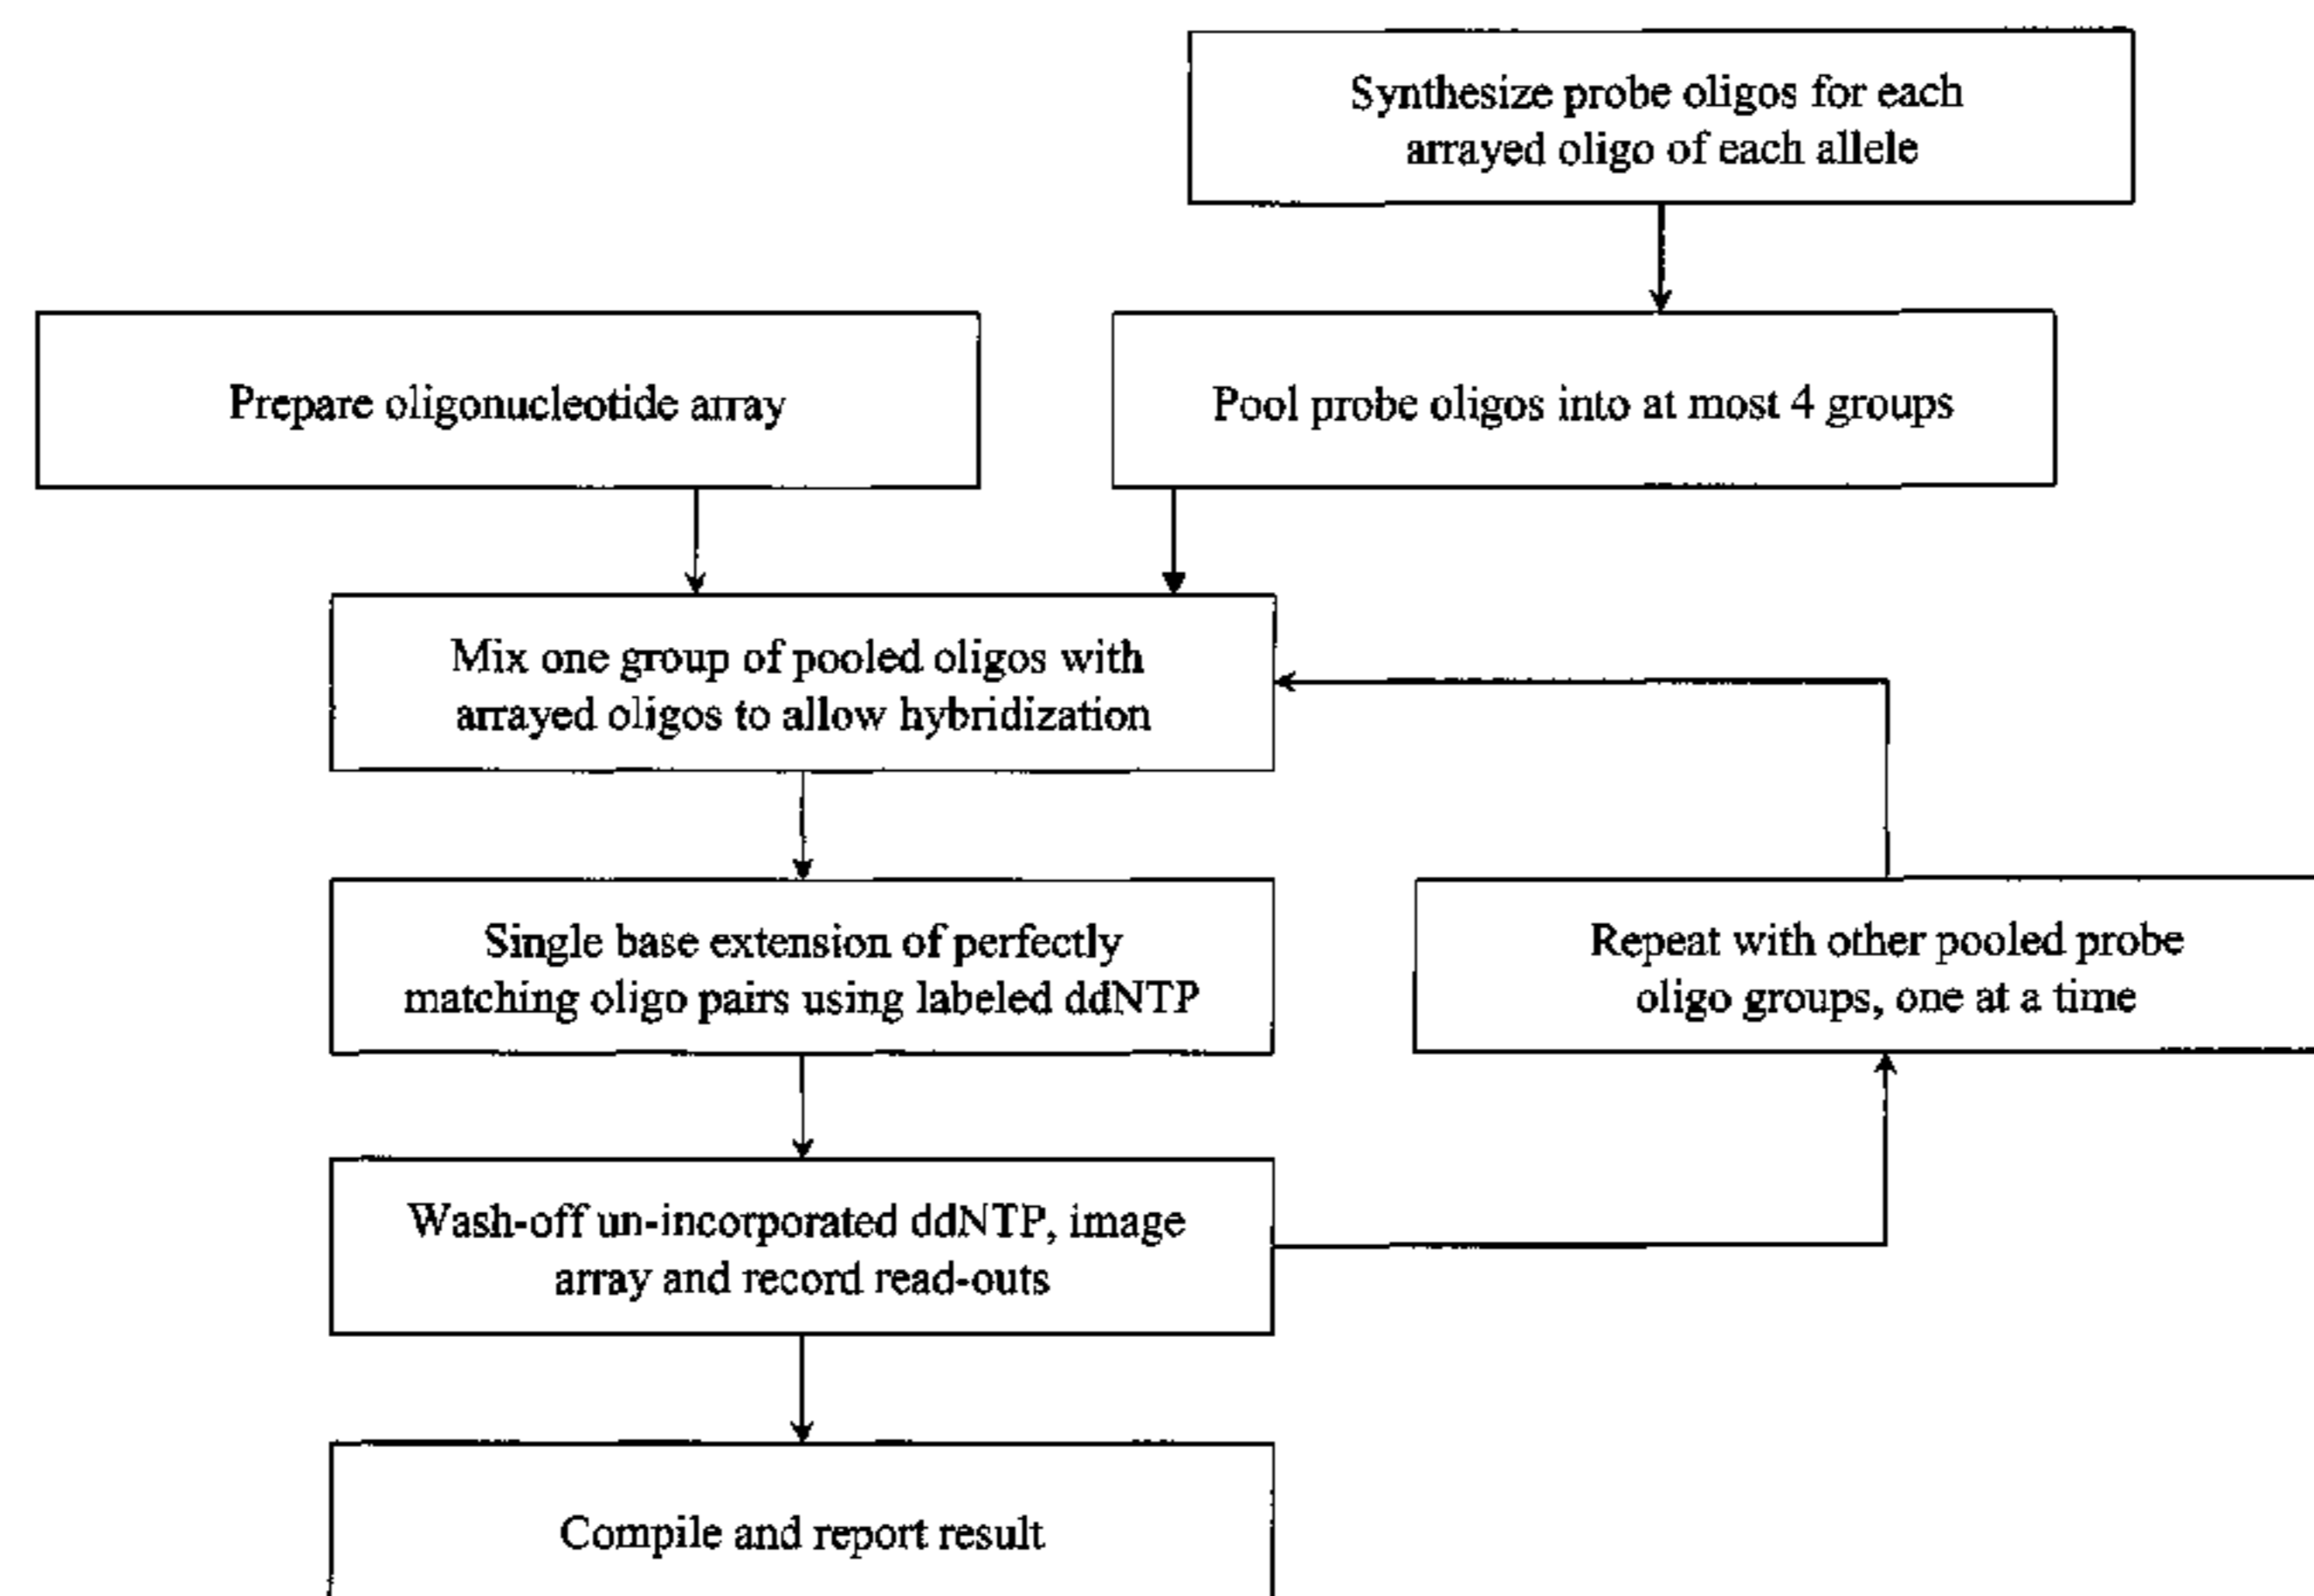 Synthesize probe oligos for each
arrayed oligo of each allele
Prepare oligonucleotide array
Pool probe oligos into at most 4 groups
Mix one group of pooled oligos with
arrayed oligos to allow hybridization
Single base extension of perfectly
matching oligo pairs using labeled ddNTP
Repeat with other pooled probe
oligo groups, one at a time
Wash-off un-incorporated ddNTP, image
array and record read-outs
Compile and report result